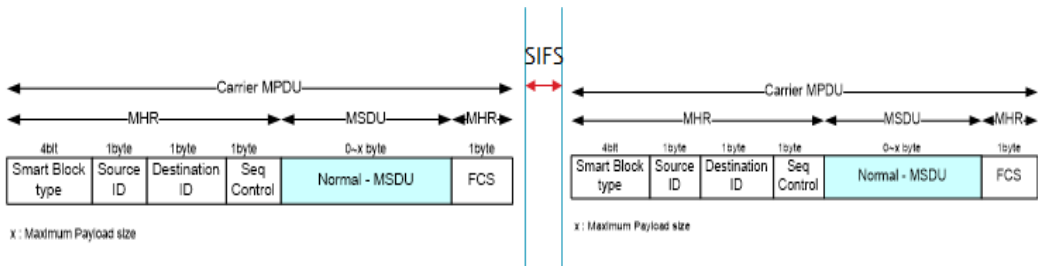 SIFS
Carrier MPDU
MHR MSDU MHR
4bit 1byte 1byte 1byte 0~x byte 1byte
Smart Block type Source ID Destination ID Seq Control Normal - MSDU FCS
x : Maximum Payload size
Carrier MPDU
MHR MSDU MHR
4bit 1byte 1byte 1byte 0~x byte 1byte
Smart Block type Source ID Destination ID Seq Control Normal - MSDU FCS
x : Maximum Payload size